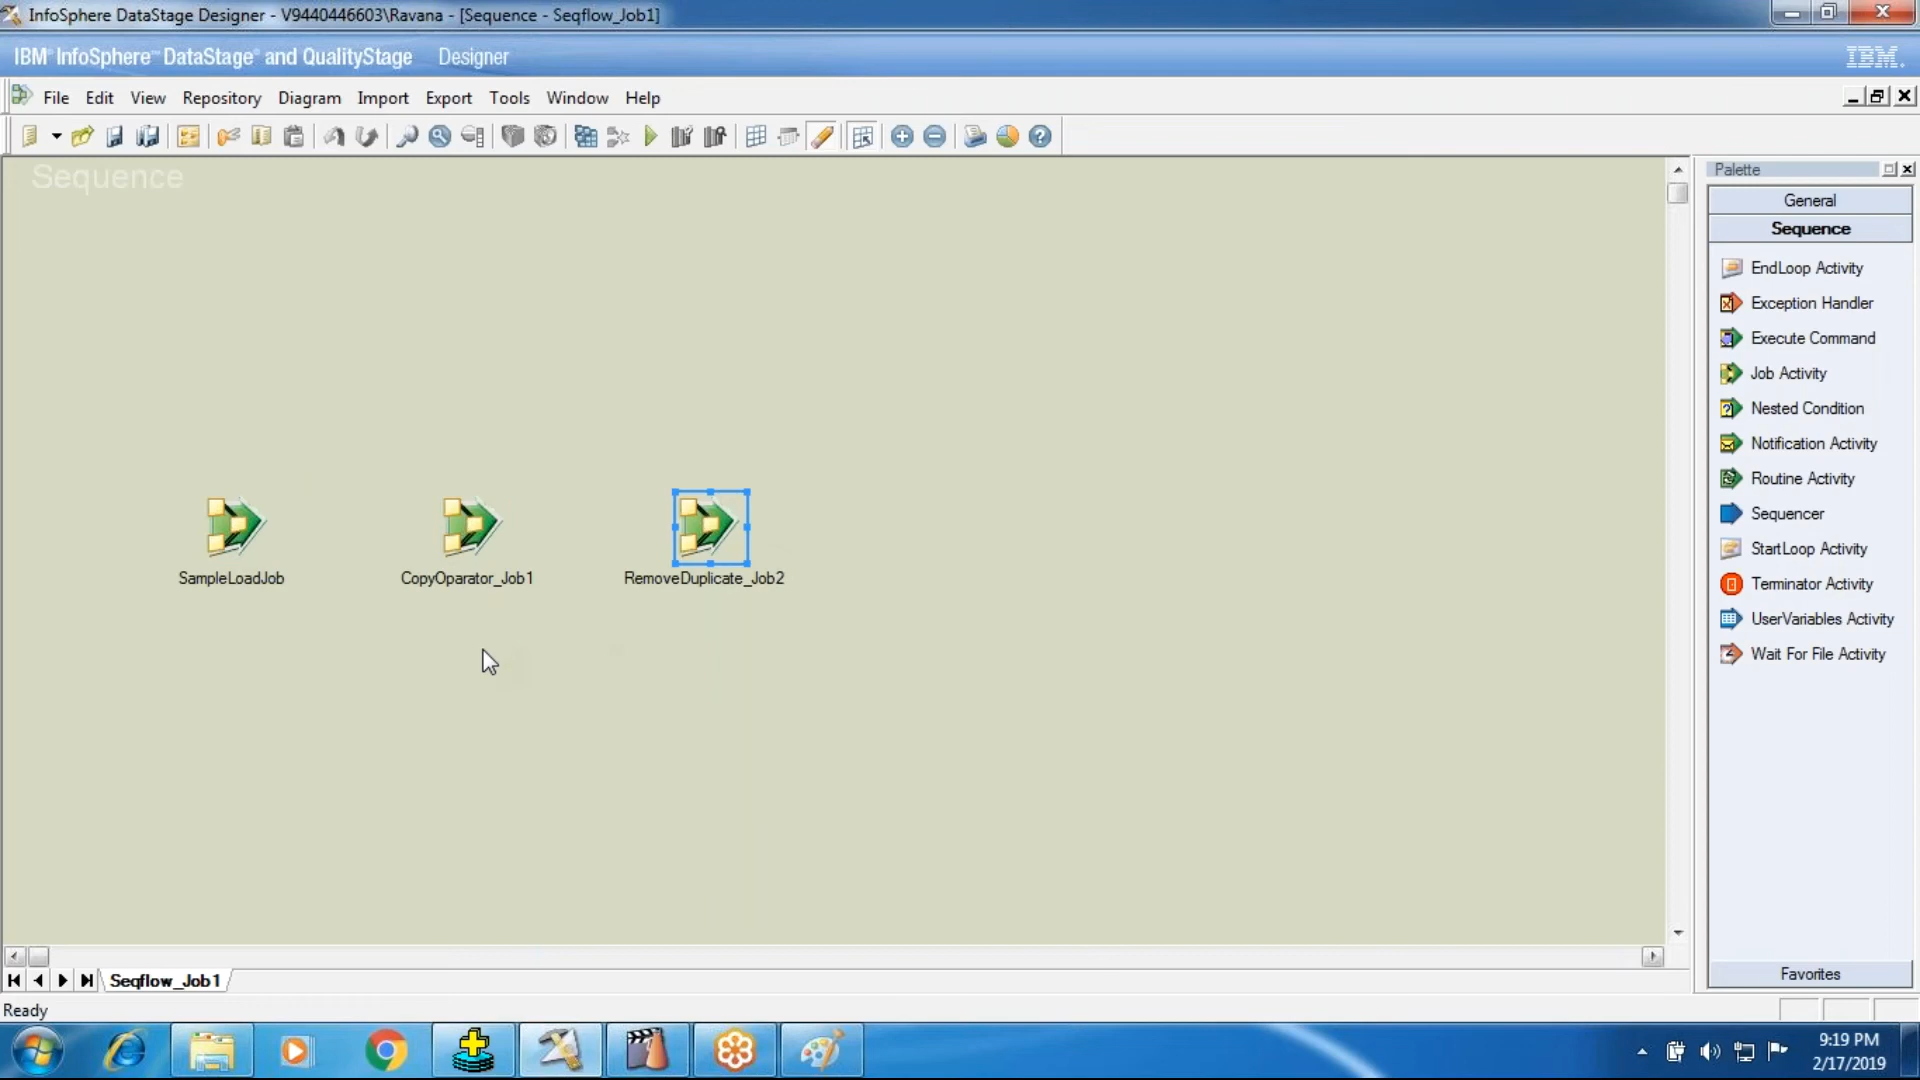 InfoSphere DataStage Designer - V9440446603\Ravana - [Sequence - Seqflow_Job1]
IBM InfoSphere™ DataStage® and QualityStage Designer IBM.
File Edit View Repository Diagram Import Export Tools Window Help
Sequence
SampleLoadJob
CopyOparator_Job1
RemoveDuplicate_Job2
Palette
General
Sequence
EndLoop Activity
Exception Handler
Execute Command
Job Activity
Nested Condition
Notification Activity
Routine Activity
Sequencer
StartLoop Activity
Terminator Activity
UserVariables Activity
Wait For File Activity
Favorites
Seqflow_Job1
Ready
9:19 PM
2/17/2019